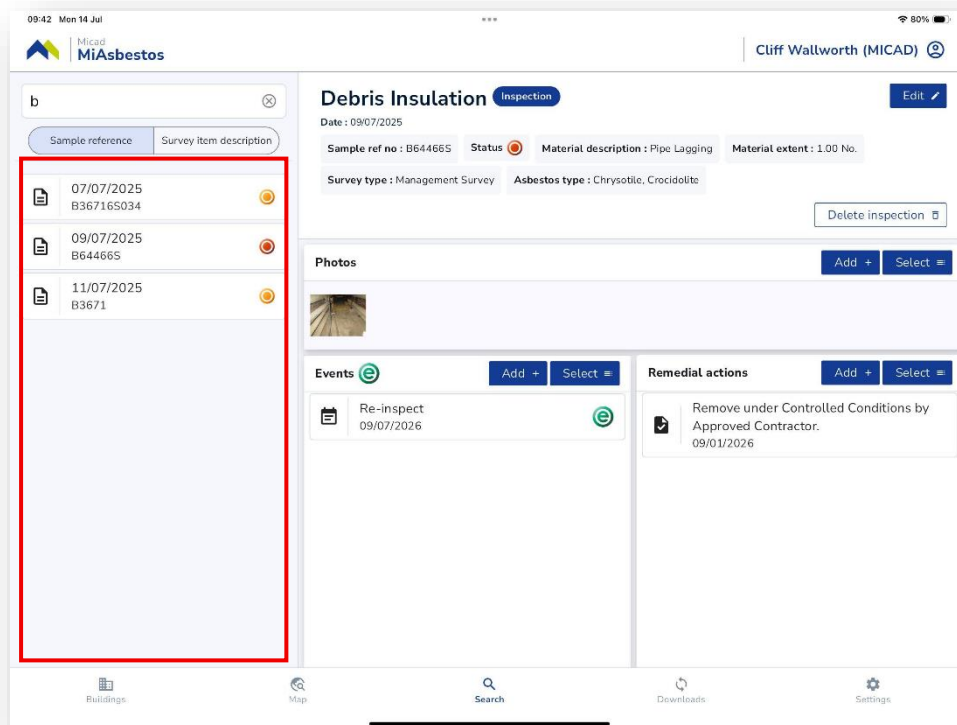 09:42 Mon 14 Jul
80%
Micad
MiAsbestos
Cliff Wallworth (MICAD)
b
Sample reference
Survey item description
07/07/2025
B36716S034
09/07/2025
B64466S
11/07/2025
B3671
Debris Insulation Inspection
Edit
Date : 09/07/2025
Sample ref no : B64466S Status Material description : Pipe Lagging Material extent : 1.00 No.
Survey type : Management Survey Asbestos type : Chrysotile, Crocidolite
Delete inspection
Photos
Add +
Select
Events e
Add +
Select
Re-inspect
09/07/2026
e
Remedial actions
Add +
Select
Remove under Controlled Conditions by
Approved Contractor.
09/01/2026
Buildings
Map
Search
Downloads
Settings